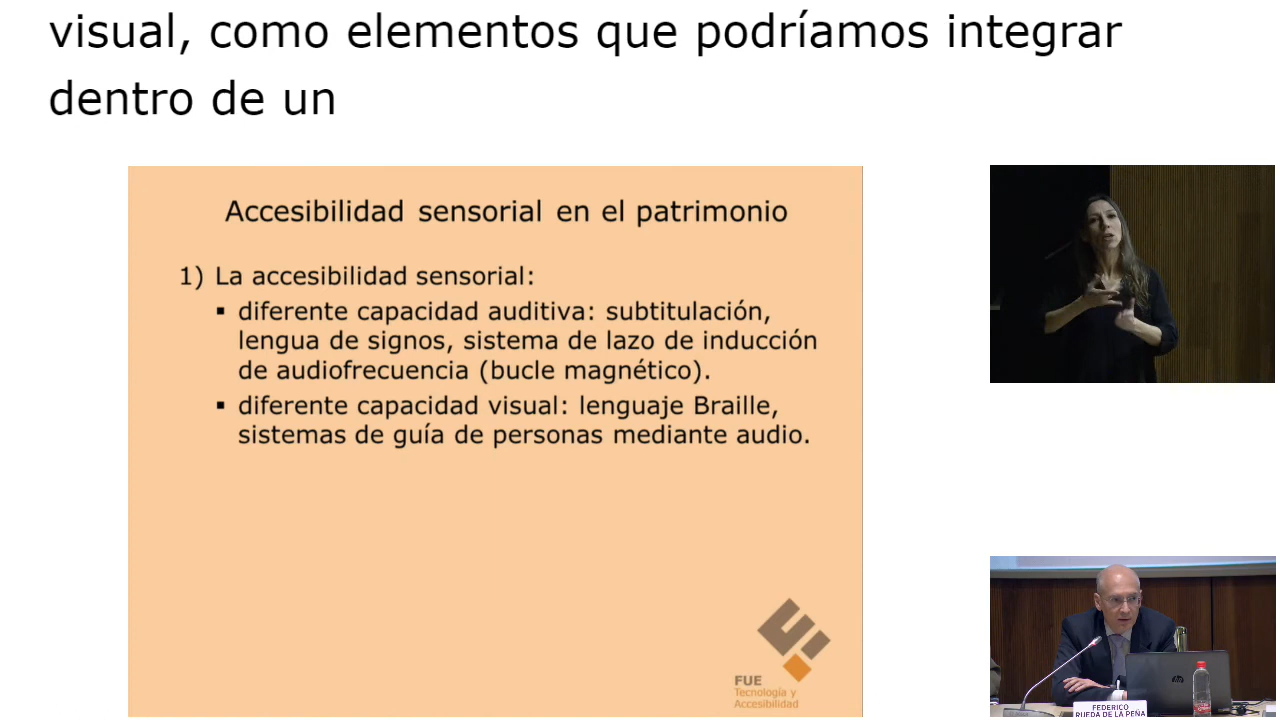 visual, como elementos que podríamos integrar
dentro de un
Accesibilidad sensorial en el patrimonio
1) La accesibilidad sensorial:
▪ diferente capacidad auditiva: subtitulación,
lengua de signos, sistema de lazo de inducción
de audiofrecuencia (bucle magnético).
▪ diferente capacidad visual: lenguaje Braille,
sistemas de guía de personas mediante audio.
FUE
Tecnología y
Accesibilidad
FEDERICO
RUEDA DE LA PEÑA